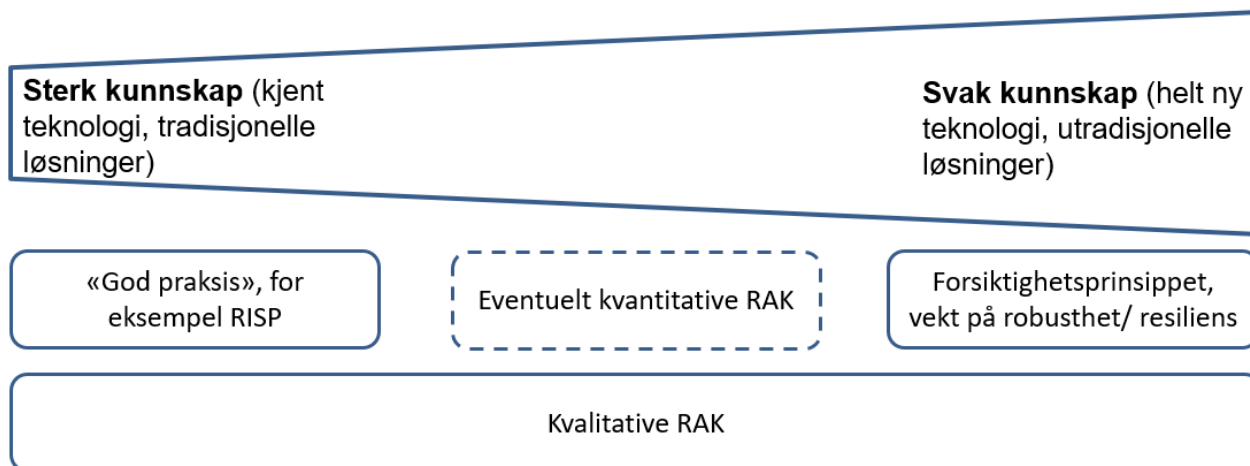 Sterk kunnskap (kjent
teknologi, tradisjonelle
løsninger)
Svak kunnskap (helt ny
teknologi, utradisjonelle
løsninger)
«God praksis», for
eksempel RISP
Eventuelt kvantitative RAK
Forsiktighetsprinsippet,
vekt på robusthet/ resiliens
Kvalitative RAK